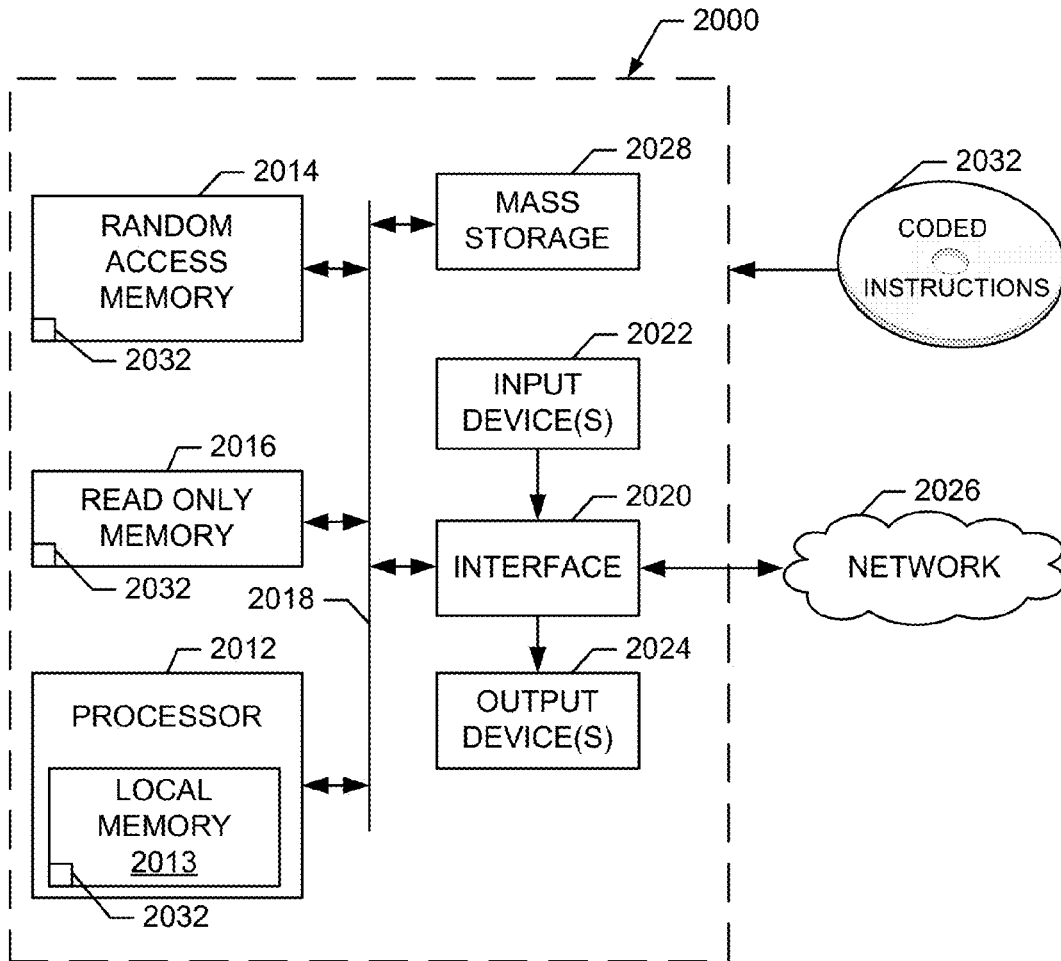 2000
2014
RANDOM
ACCESS
MEMORY
2032
2028
MASS
STORAGE
2032
CODED
INSTRUCTIONS
2022
INPUT
DEVICE(S)
2016
READ ONLY
MEMORY
2032
2018
2020
INTERFACE
2026
NETWORK
2012
PROCESSOR
LOCAL
MEMORY
2013
2032
2024
OUTPUT
DEVICE(S)